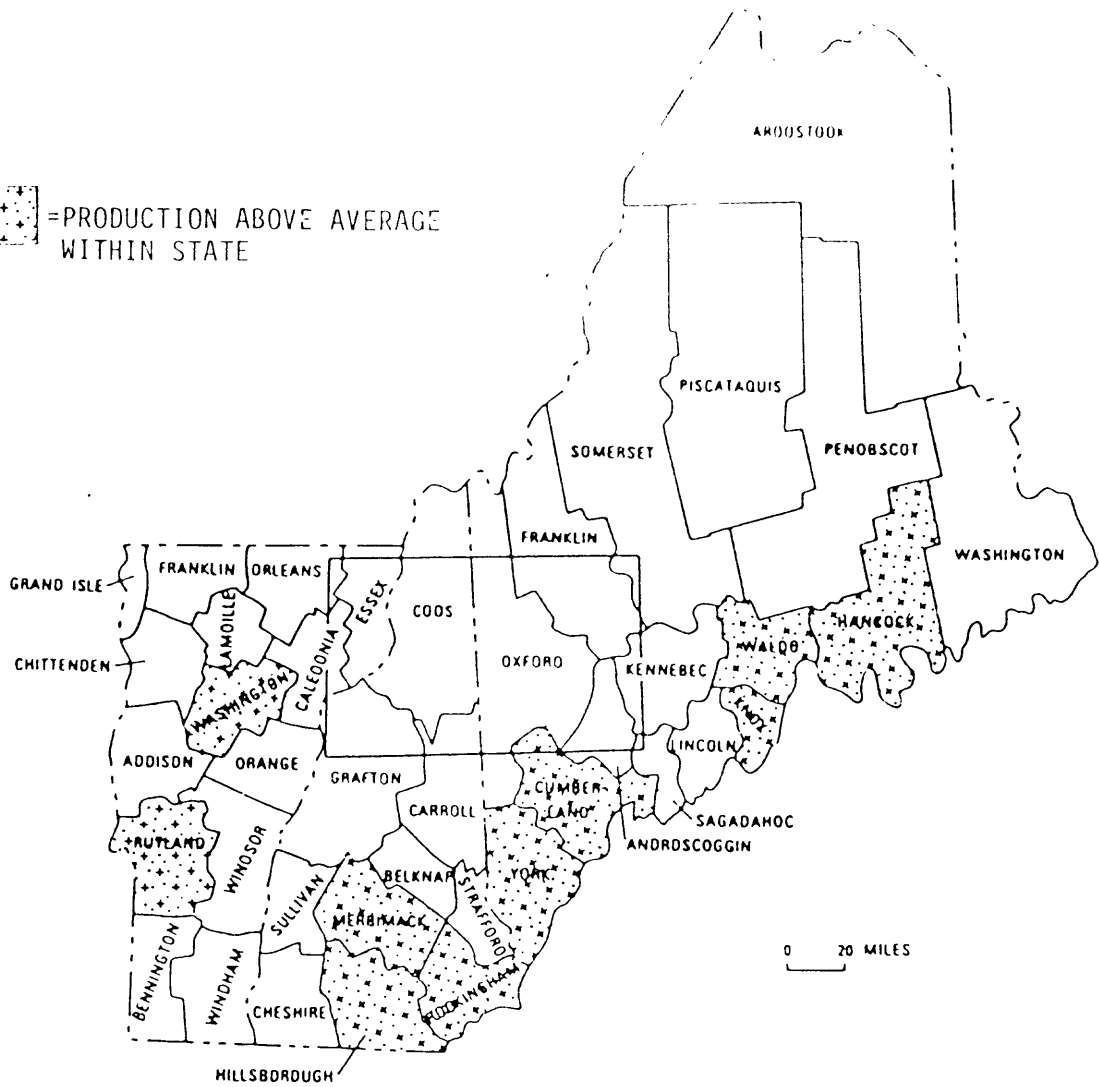 AROOSTOOK
=PRODUCTION ABOVE AVERAGE
WITHIN STATE
PISCATAQUIS
SOMERSET
PENOBSCOT
FRANKLIN
WASHINGTON
FRANKLIN
ORLEANS
GRAND ISLE
ESSEX
COOS
LAMOILLE
HANCOCK
CHITTENDEN
CALEDONIA
OXFORD
KENNEBEC
WALDO
WASHINGTON
KNOX
LINCOLN
ADDISON
ORANGE
GRAFTON
CUMBER-
LAND
CARROLL
SAGADAHOC
ANDROSCOGGIN
RUTLAND
WINDSOR
BELKNAP
YORK
STRAFFORD
SULLIVAN
MERRIMACK
0 20 MILES
BENNINGTON
WINDHAM
CHESHIRE
ROCKINGHAM
HILLSBOROUGH